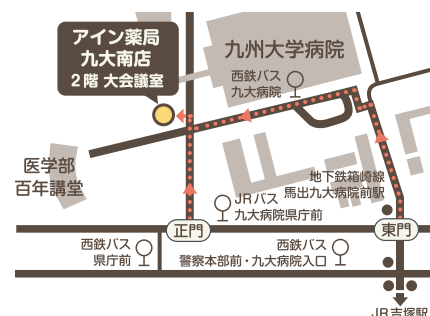 アイン薬局
九大南店
2階 大会議室
九州大学病院
西鉄バス
九大病院
医学部
百年講堂
地下鉄箱崎線
馬出九大病院前駅
JRバス
九大病院県庁前
正門
東門
西鉄バス
県庁前
西鉄バス
警察本部前・九大病院入口
JR吉塚駅